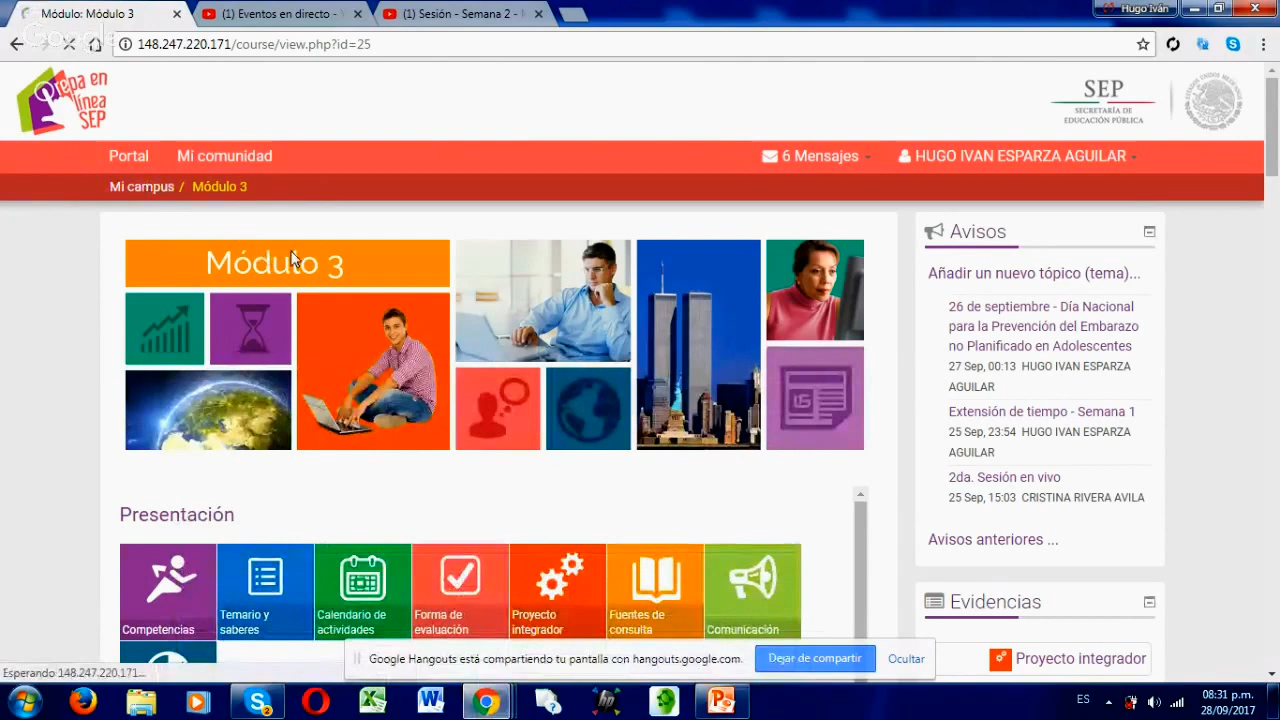 Módulo: Módulo 3
(1) Eventos en directo -
(1) Sesión - Semana 2 -
Hugo Iván
148.247.220.171/course/view.php?id=25
Prepa en
línea
SEP
SEP
SECRETARÍA DE
EDUCACIÓN PÚBLICA
Portal
Mi comunidad
6 Mensajes
HUGO IVAN ESPARZA AGUILAR
Mi campus / Módulo 3
Módulo 3
Avisos
Añadir un nuevo tópico (tema)...
26 de septiembre - Día Nacional
para la Prevención del Embarazo
no Planificado en Adolescentes
27 Sep, 00:13 HUGO IVAN ESPARZA
AGUILAR
Extensión de tiempo - Semana 1
25 Sep, 23:54 HUGO IVAN ESPARZA
AGUILAR
2da. Sesión en vivo
25 Sep, 15:03 CRISTINA RIVERA AVILA
Avisos anteriores ...
Presentación
Competencias
Temario y
saberes
Calendario de
actividades
Forma de
evaluación
Proyecto
integrador
Fuentes de
consulta
Comunicación
Evidencias
Proyecto integrador
Google Hangouts está compartiendo tu pantalla con hangouts.google.com.
Dejar de compartir
Ocultar
Esperando 148.247.220.171...
ES
08:31 p.m.
28/09/2017